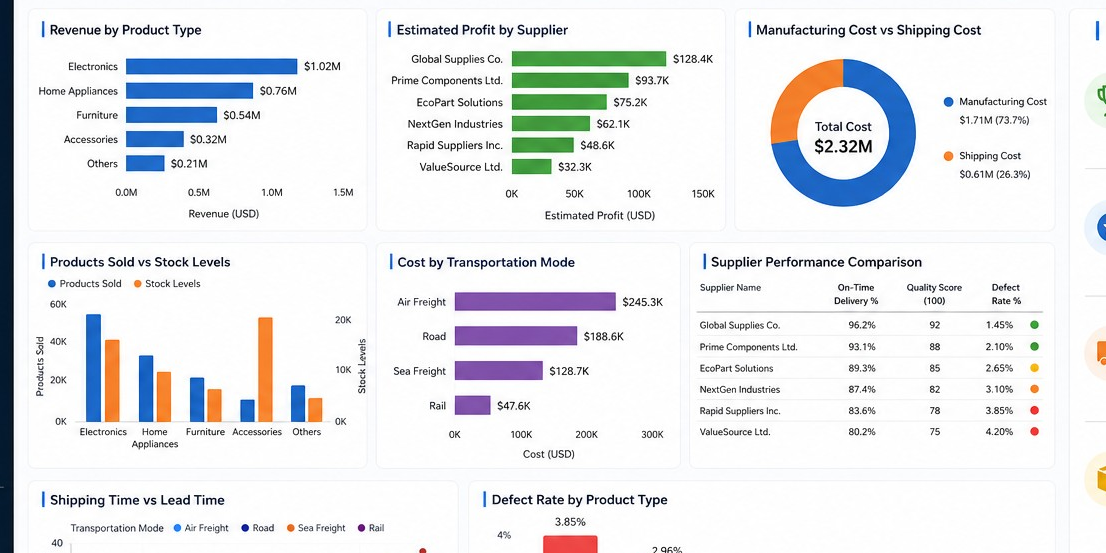 Revenue by Product Type
Electronics $1.02M
Home Appliances $0.76M
Furniture $0.54M
Accessories $0.32M
Others $0.21M
0.0M 0.5M 1.0M 1.5M
Revenue (USD)
Estimated Profit by Supplier
Global Supplies Co. $128.4K
Prime Components Ltd. $93.7K
EcoPart Solutions $75.2K
NextGen Industries $62.1K
Rapid Suppliers Inc. $48.6K
ValueSource Ltd. $32.3K
0K 50K 100K 150K
Estimated Profit (USD)
Manufacturing Cost vs Shipping Cost
Total Cost
$2.32M
Manufacturing Cost
$1.71M (73.7%)
Shipping Cost
$0.61M (26.3%)
Products Sold vs Stock Levels
Products Sold Stock Levels
60K
40K
20K
0K
Products Sold
20K
10K
0K
Stock Levels
Electronics Home Appliances Furniture Accessories Others
Cost by Transportation Mode
Air Freight $245.3K
Road $188.6K
Sea Freight $128.7K
Rail $47.6K
0K 100K 200K 300K
Cost (USD)
Supplier Performance Comparison
Supplier Name On-Time Delivery % Quality Score (100) Defect Rate %
Global Supplies Co. 96.2% 92 1.45%
Prime Components Ltd. 93.1% 88 2.10%
EcoPart Solutions 89.3% 85 2.65%
NextGen Industries 87.4% 82 3.10%
Rapid Suppliers Inc. 83.6% 78 3.85%
ValueSource Ltd. 80.2% 75 4.20%
Shipping Time vs Lead Time
Transportation Mode Air Freight Road Sea Freight Rail
40
Defect Rate by Product Type
4%
3.85%
2.96%